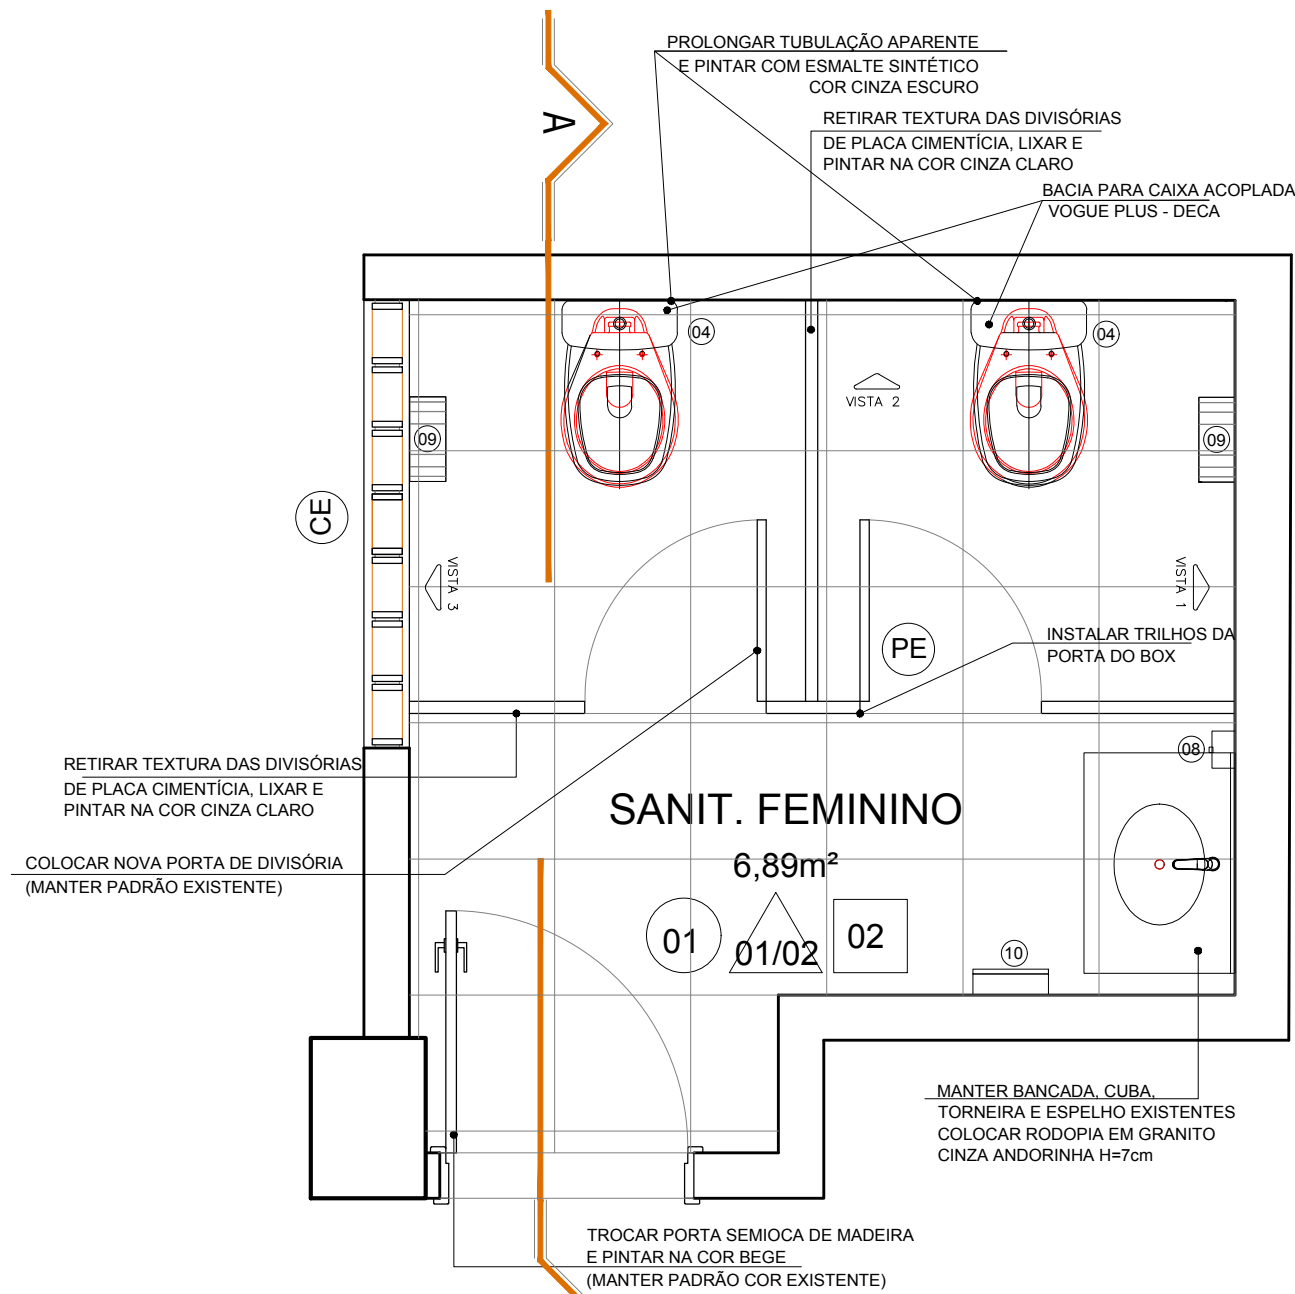 PROLONGAR TUBULAÇÃO APARENTE
E PINTAR COM ESMALTE SINTÉTICO
COR CINZA ESCURO
A
RETIRAR TEXTURA DAS DIVISÓRIAS
DE PLACA CIMENTÍCIA, LIXAR E
PINTAR NA COR CINZA CLARO
BACIA PARA CAIXA ACOPLADA
VOGUE PLUS - DECA
04
04
VISTA 2
09
09
CE
VISTA 3
VISTA 1
PE
INSTALAR TRILHOS DA
PORTA DO BOX
08
RETIRAR TEXTURA DAS DIVISÓRIAS
DE PLACA CIMENTÍCIA, LIXAR E
PINTAR NA COR CINZA CLARO
SANIT. FEMININO
6,89m²
COLOCAR NOVA PORTA DE DIVISÓRIA
(MANTER PADRÃO EXISTENTE)
01
01/02
02
10
MANTER BANCADA, CUBA,
TORNEIRA E ESPELHO EXISTENTES
COLOCAR RODOPIA EM GRANITO
CINZA ANDORINHA H=7cm
TROCAR PORTA SEMIOCA DE MADEIRA
E PINTAR NA COR BEGE
(MANTER PADRÃO COR EXISTENTE)